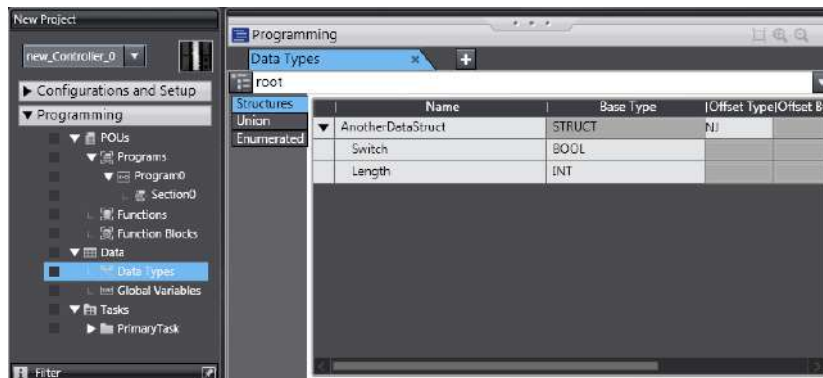 New Project
new_Controller_0
Configurations and Setup
Programming
POUs
Programs
Program0
Section0
Functions
Function Blocks
Data
Data Types
Global Variables
Tasks
PrimaryTask
Filter
Programming
Data Types
root
Structures
Union
Enumerated
Name Base Type Offset Type Offset B
AnotherDataStruct STRUCT NJ
Switch BOOL
Length INT